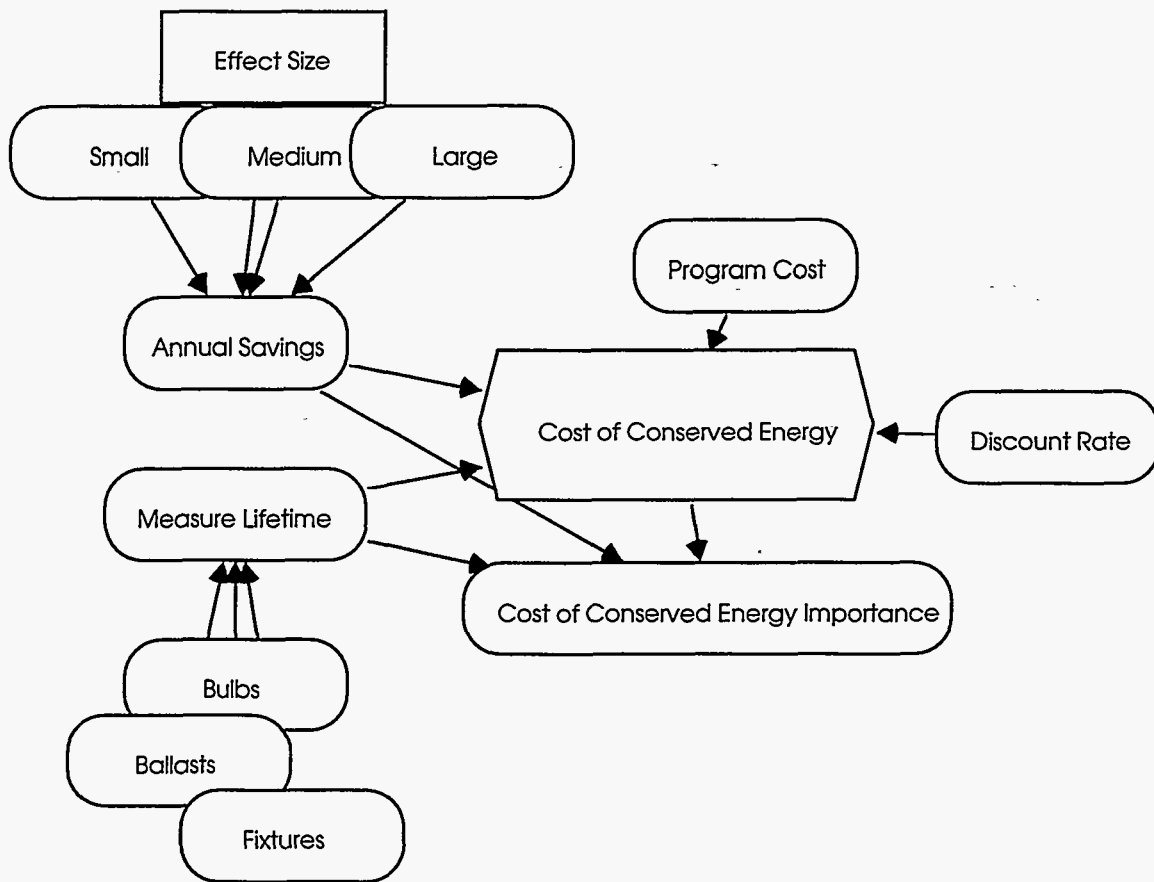 Effect Size
Small
Medium
Large
Program Cost
Annual Savings
Cost of Conserved Energy
Discount Rate
Measure Lifetime
Cost of Conserved Energy Importance
Bulbs
Ballasts
Fixtures